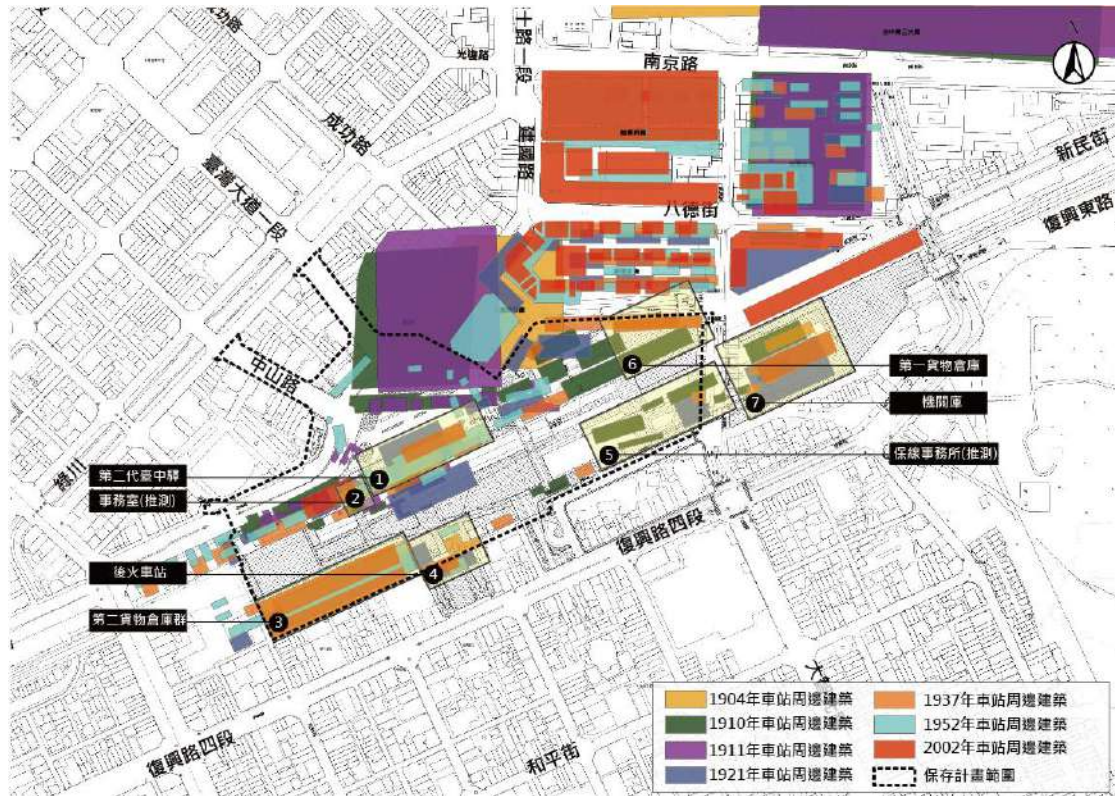 成功路
光復路
十路一段
建國路
南京路
N
成功路
臺灣大道一段
新民街
復興東路
八德街
中山路
綠川
第一貨物倉庫
機關庫
保線事務所(推測)
第二代臺中驛
事務室(推測)
後火車站
第二貨物倉庫群
1
2
3
4
5
6
7
復興路四段
復興路四段
和平街
1904年車站周邊建築
1910年車站周邊建築
1911年車站周邊建築
1921年車站周邊建築
1937年車站周邊建築
1952年車站周邊建築
2002年車站周邊建築
保存計畫範圍